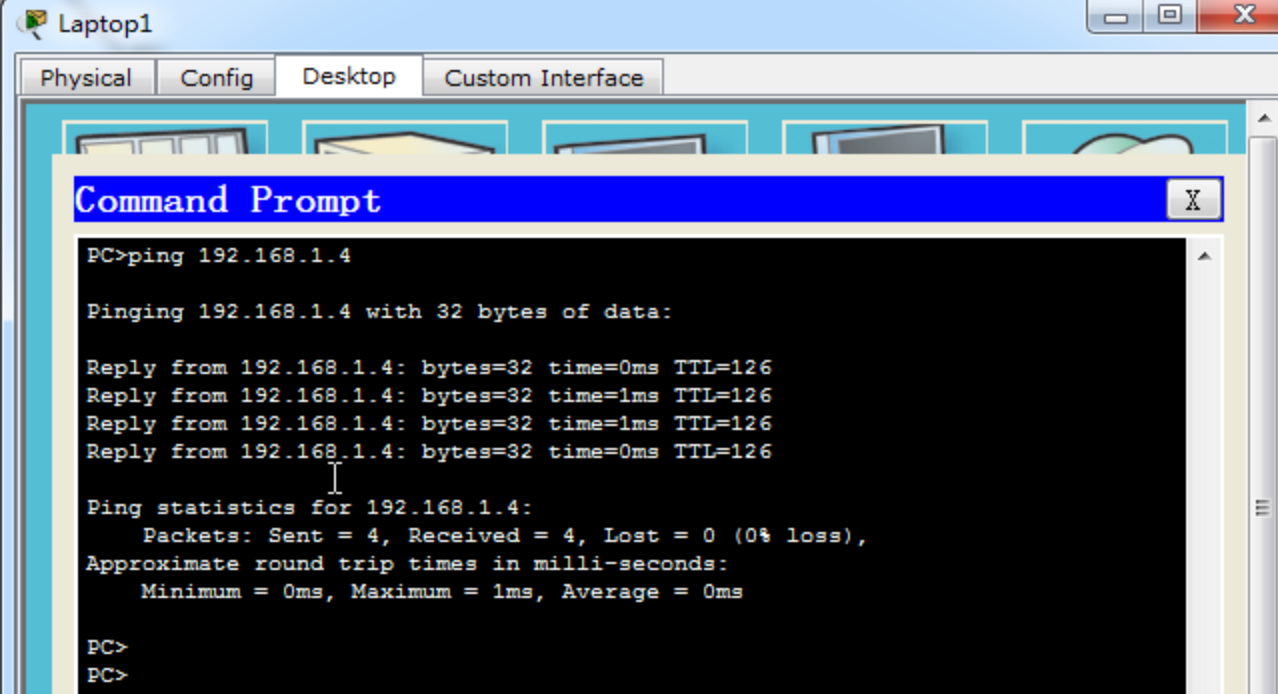 Laptop1
Physical Config Desktop Custom Interface
Command Prompt X
PC>ping 192.168.1.4
Pinging 192.168.1.4 with 32 bytes of data:
Reply from 192.168.1.4: bytes=32 time=0ms TTL=126
Reply from 192.168.1.4: bytes=32 time=1ms TTL=126
Reply from 192.168.1.4: bytes=32 time=1ms TTL=126
Reply from 192.168.1.4: bytes=32 time=0ms TTL=126
Ping statistics for 192.168.1.4:
Packets: Sent = 4, Received = 4, Lost = 0 (0% loss),
Approximate round trip times in milli-seconds:
Minimum = 0ms, Maximum = 1ms, Average = 0ms
PC>
PC>